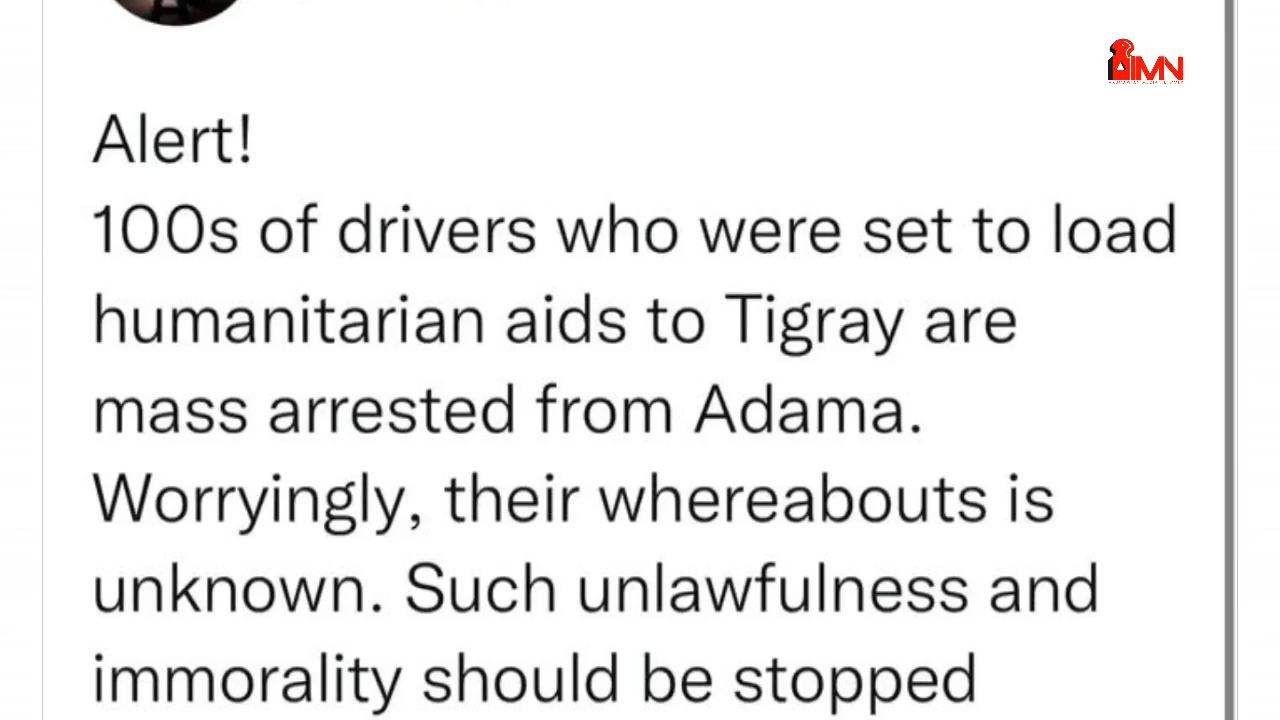 IMN
Alert!
100s of drivers who were set to load
humanitarian aids to Tigray are
mass arrested from Adama.
Worryingly, their whereabouts is
unknown. Such unlawfulness and
immorality should be stopped